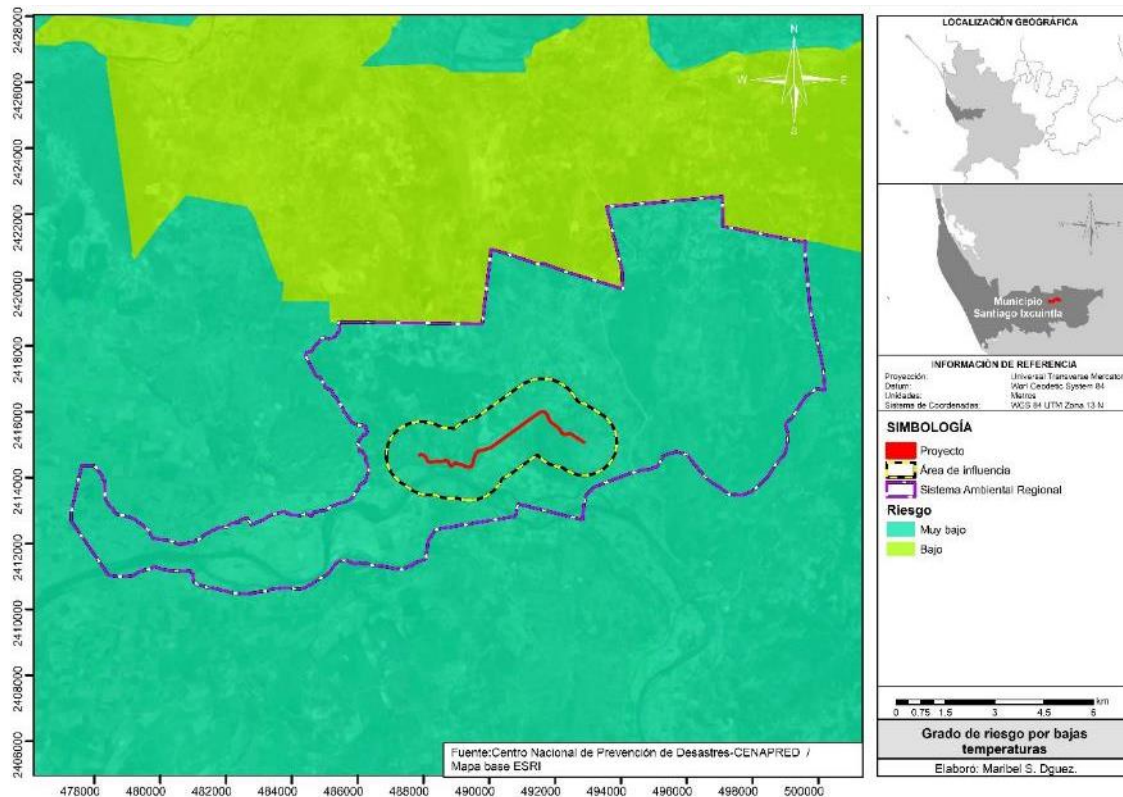 2428000
2426000
2424000
2422000
2420000
2418000
2416000
2414000
2412000
2410000
2408000
2406000
478000 480000 482000 484000 486000 488000 490000 492000 494000 496000 498000 500000
N
W E
S
Fuente:Centro Nacional de Prevención de Desastres-CENAPRED /
Mapa base ESRI
LOCALIZACIÓN GEOGRÁFICA
Municipio
Santiago Ixcuintla
INFORMACIÓN DE REFERENCIA
Proyección: Universal Transverse Mercator
Datum: Worl Geodetic System 84
Unidades: Metros
Sistema de Coordenadas: WGS 84 UTM Zona 13 N
SIMBOLOGÍA
Proyecto
Área de influencia
Sistema Ambiental Regional
Riesgo
Muy bajo
Bajo
km
0 0.75 1.5 3 4.5 6
Grado de riesgo por bajas
temperaturas
Elaboró: Maribel S. Dguez.